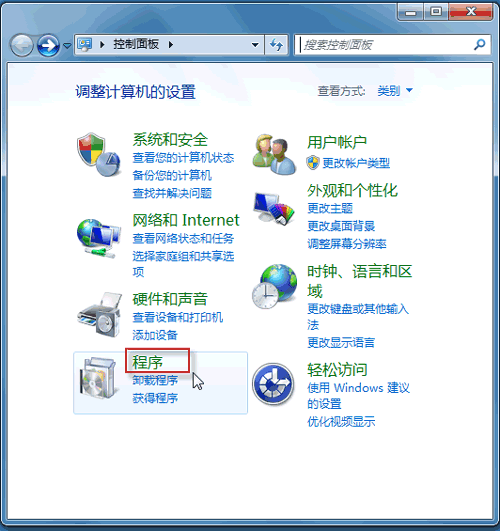 控制面板
搜索控制面板
调整计算机的设置
查看方式: 类别
系统和安全
查看您的计算机状态
备份您的计算机
查找并解决问题
网络和 Internet
查看网络状态和任务
选择家庭组和共享选
项
硬件和声音
查看设备和打印机
添加设备
程序
卸载程序
获得程序
用户帐户
更改帐户类型
外观和个性化
更改主题
更改桌面背景
调整屏幕分辨率
时钟、语言和区
域
更改键盘或其他输入
法
更改显示语言
轻松访问
使用 Windows 建议
的设置
优化视频显示